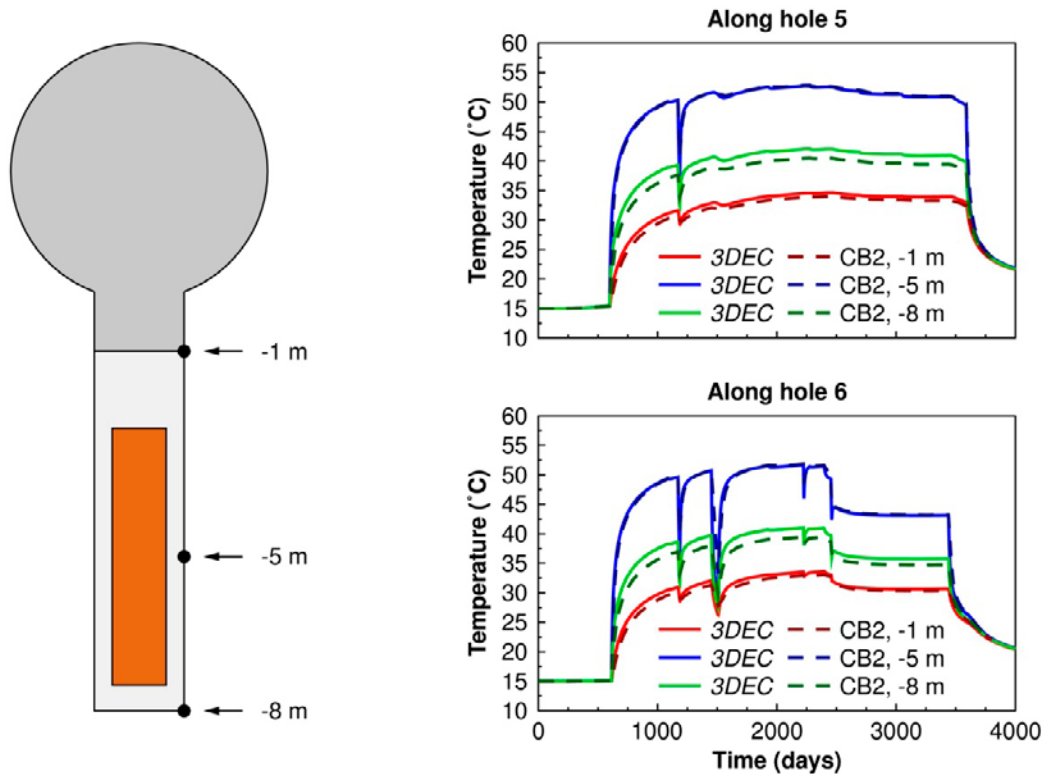 -1 m
-5 m
-8 m
Along hole 5
Temperature (˚C)
60
55
50
45
40
35
30
25
20
15
10
3DEC CB2, -1 m
3DEC CB2, -5 m
3DEC CB2, -8 m
Along hole 6
Temperature (˚C)
60
55
50
45
40
35
30
25
20
15
10
3DEC CB2, -1 m
3DEC CB2, -5 m
3DEC CB2, -8 m
0 1000 2000 3000 4000
Time (days)